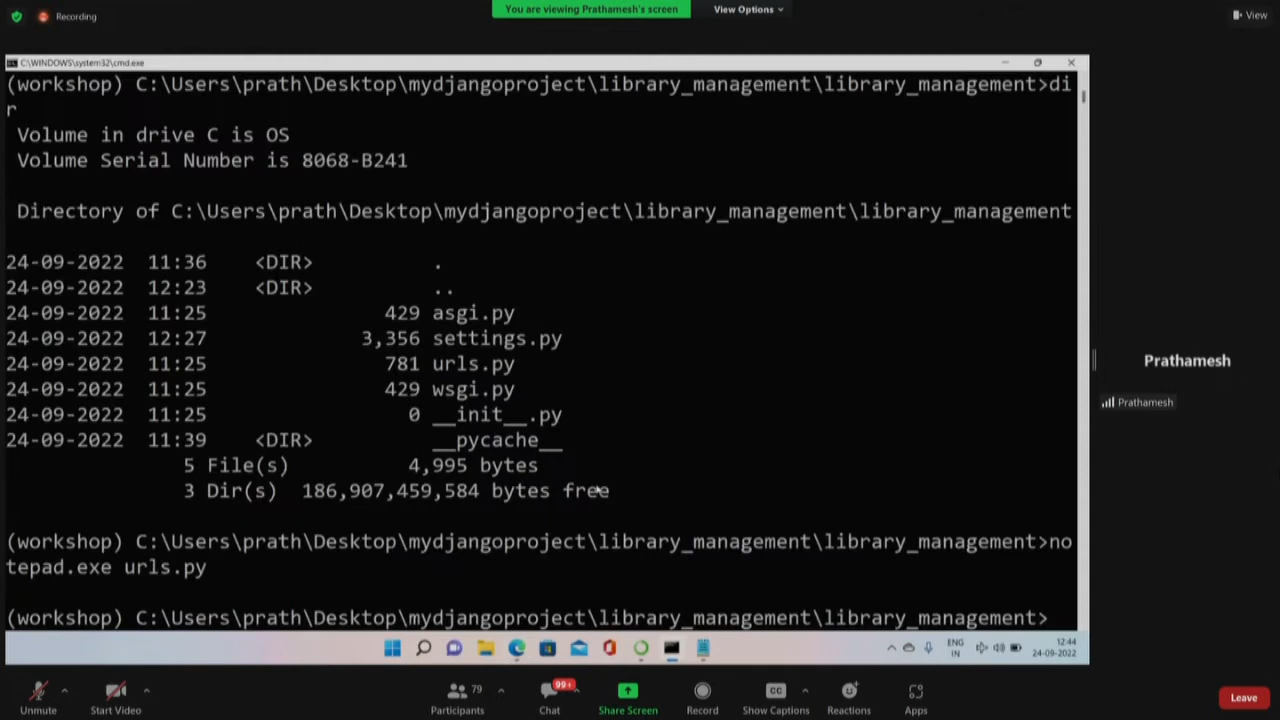 Recording
You are viewing Prathamesh's screen
View Options
View
C:\WINDOWS\system32\cmd.exe
(workshop) C:\Users\prath\Desktop\mydjangoproject\library_management\library_management>di
r
Volume in drive C is OS
Volume Serial Number is 8068-B241
Directory of C:\Users\prath\Desktop\mydjangoproject\library_management\library_management
24-09-2022  11:36    <DIR>          .
24-09-2022  12:23    <DIR>          ..
24-09-2022  11:25               429 asgi.py
24-09-2022  12:27             3,356 settings.py
24-09-2022  11:25               781 urls.py
24-09-2022  11:25               429 wsgi.py
24-09-2022  11:25                 0 __init__.py
24-09-2022  11:39    <DIR>          __pycache__
5 File(s)          4,995 bytes
3 Dir(s)  186,907,459,584 bytes free
(workshop) C:\Users\prath\Desktop\mydjangoproject\library_management\library_management>no
tepad.exe urls.py
(workshop) C:\Users\prath\Desktop\mydjangoproject\library_management\library_management>
Prathamesh
Prathamesh
ENG
IN
12:44
24-09-2022
Unmute
Start Video
79
Participants
99+
Chat
Share Screen
Record
CC
Show Captions
Reactions
Apps
Leave